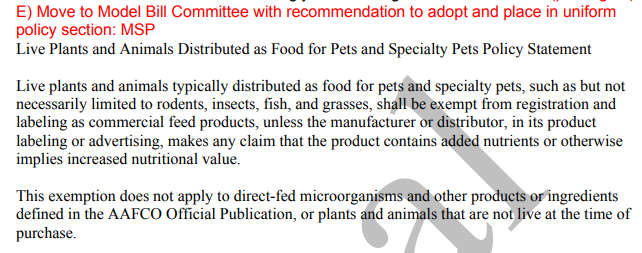 E) Move to Model Bill Committee with recommendation to adopt and place in uniform
policy section: MSP
Live Plants and Animals Distributed as Food for Pets and Specialty Pets Policy Statement
Live plants and animals typically distributed as food for pets and specialty pets, such as but not
necessarily limited to rodents, insects, fish, and grasses, shall be exempt from registration and
labeling as commercial feed products, unless the manufacturer or distributor, in its product
labeling or advertising, makes any claim that the product contains added nutrients or otherwise
implies increased nutritional value.
This exemption does not apply to direct-fed microorganisms and other products or ingredients
defined in the AAFCO Official Publication, or plants and animals that are not live at the time of
purchase.